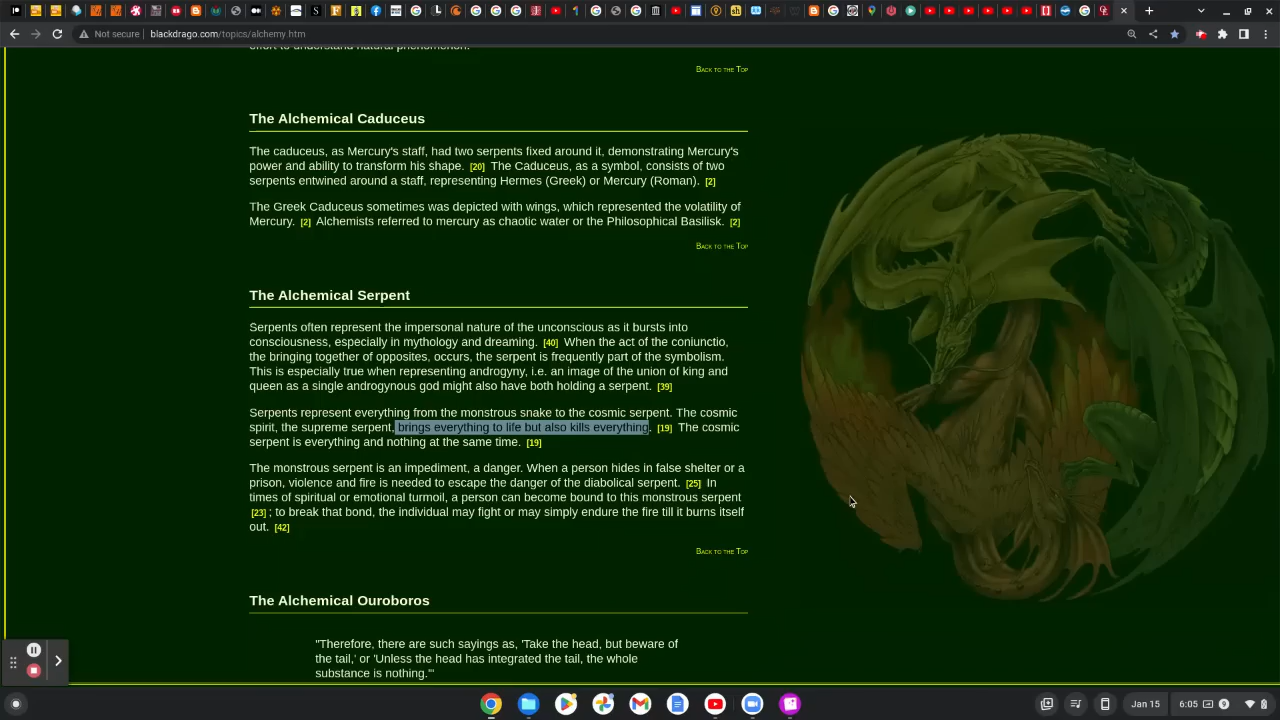 Not secure | blackdrago.com/topics/alchemy.htm
effort to understand natural phenomenon.
Back to the Top
The Alchemical Caduceus
The caduceus, as Mercury's staff, had two serpents fixed around it, demonstrating Mercury's
power and ability to transform his shape. [20] The Caduceus, as a symbol, consists of two
serpents entwined around a staff, representing Hermes (Greek) or Mercury (Roman). [2]
The Greek Caduceus sometimes was depicted with wings, which represented the volatility of
Mercury. [2] Alchemists referred to mercury as chaotic water or the Philosophical Basilisk. [2]
Back to the Top
The Alchemical Serpent
Serpents often represent the impersonal nature of the unconscious as it bursts into
consciousness, especially in mythology and dreaming. [40] When the act of the coniunctio,
the bringing together of opposites, occurs, the serpent is frequently part of the symbolism.
This is especially true when representing androgyny, i.e. an image of the union of king and
queen as a single androgynous god might also have both holding a serpent. [39]
Serpents represent everything from the monstrous snake to the cosmic serpent. The cosmic
spirit, the supreme serpent, brings everything to life but also kills everything. [19] The cosmic
serpent is everything and nothing at the same time. [19]
The monstrous serpent is an impediment, a danger. When a person hides in false shelter or a
prison, violence and fire is needed to escape the danger of the diabolical serpent. [25] In
times of spiritual or emotional turmoil, a person can become bound to this monstrous serpent
[23] ; to break that bond, the individual may fight or may simply endure the fire till it burns itself
out. [42]
Back to the Top
The Alchemical Ouroboros
"Therefore, there are such sayings as, 'Take the head, but beware of
the tail,' or 'Unless the head has integrated the tail, the whole
substance is nothing.'"
Jan 15 6:05